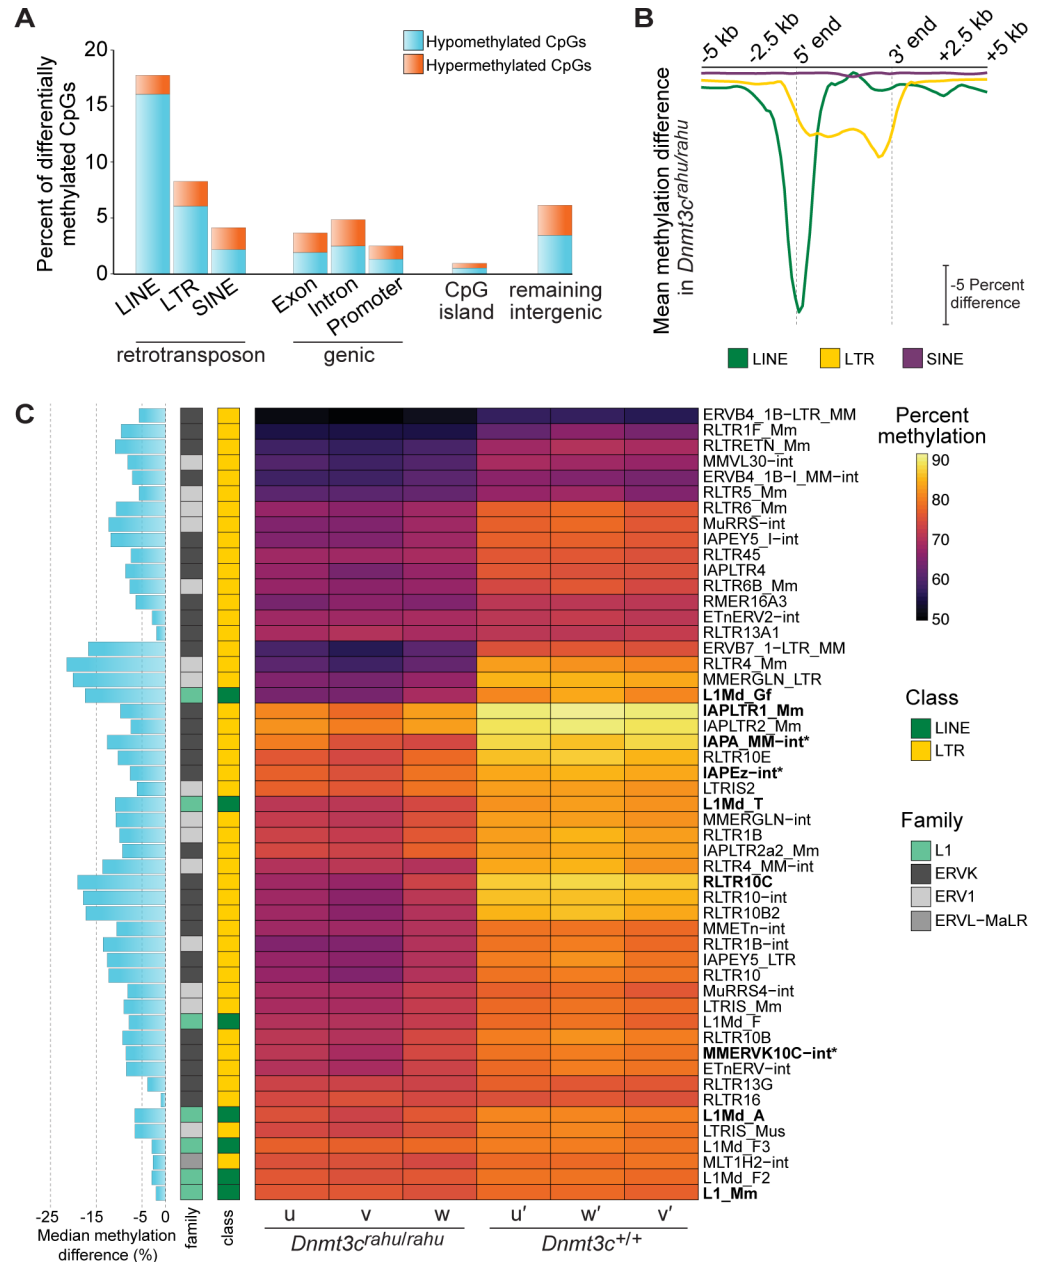 A
Percent of differentially
methylated CpGs
20
15
10
5
0
Hypomethylated CpGs
Hypermethylated CpGs
LINE
LTR
SINE
Exon
Intron
Promoter
CpG
island
remaining
intergenic
retrotransposon
genic
B
-5 kb
-2.5 kb
5' end
3' end
+2.5 kb
+5 kb
Mean methylation difference
in Dnmt3c^rahu/rahu
-5 Percent
difference
LINE
LTR
SINE
C
ERVB4_1B−LTR_MM
RLTR1F_Mm
RLTRETN_Mm
MMVL30−int
ERVB4_1B−I_MM−int
RLTR5_Mm
RLTR6_Mm
MuRRS−int
IAPEY5_I−int
RLTR45
IAPLTR4
RLTR6B_Mm
RMER16A3
ETnERV2−int
RLTR13A1
ERVB7_1−LTR_MM
RLTR4_Mm
MMERGLN_LTR
L1Md_Gf
IAPLTR1_Mm
IAPLTR2_Mm
IAPA_MM−int*
RLTR10E
IAPEz−int*
LTRIS2
L1Md_T
MMERGLN−int
RLTR1B
IAPLTR2a2_Mm
RLTR4_MM−int
RLTR10C
RLTR10−int
RLTR10B2
MMETn−int
RLTR1B−int
IAPEY5_LTR
RLTR10
MuRRS4−int
LTRIS_Mm
L1Md_F
RLTR10B
MMERVK10C−int*
ETnERV−int
RLTR13G
RLTR16
L1Md_A
LTRIS_Mus
L1Md_F3
MLT1H2−int
L1Md_F2
L1_Mm
Percent
methylation
90
80
70
60
50
Class
LINE
LTR
Family
L1
ERVK
ERV1
ERVL−MaLR
-25 -15 -5 0
Median methylation
difference (%)
family
class
u v w u′ w′ v′
Dnmt3c^rahu/rahu Dnmt3c^+/+